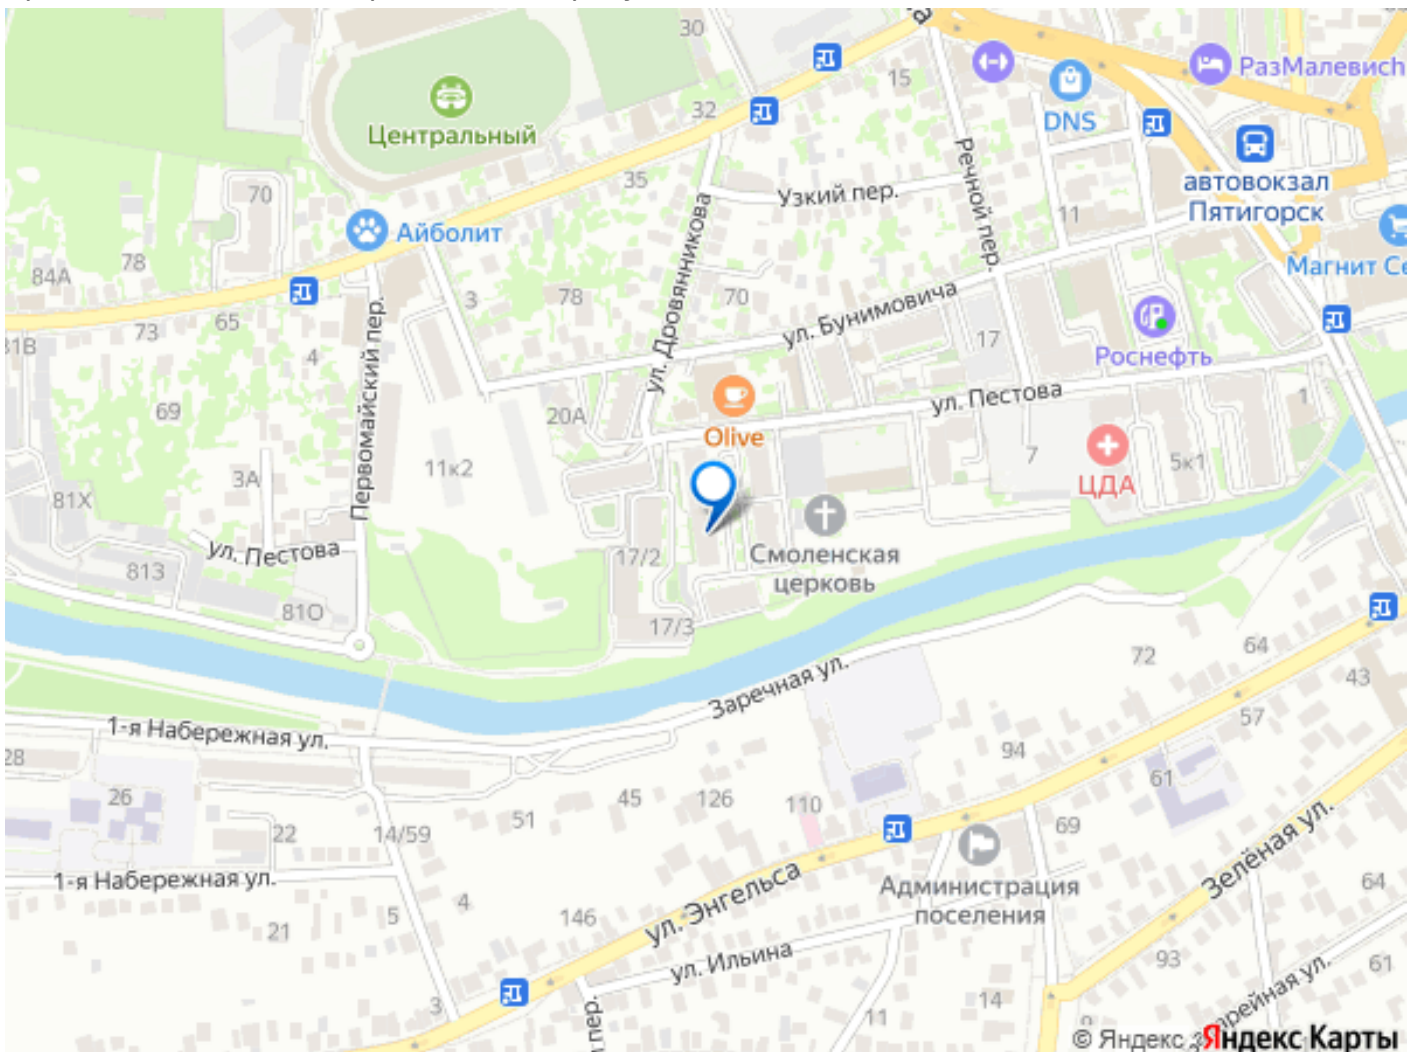 30
15
РазМалевич
Центральный
32
DNS
Речной пер.
автовокзал
Пятигорск
35
Узкий пер.
70
11
Айболит
ул. Дровянникова
Магнит Се
84А
78
3
78
70
ул. Бунимовича
73
65
4
Первомайский пер.
17
Роснефть
81В
69
20А
Olive
ул. Пестова
1
3А
11к2
7
ЦДА
5к1
81Х
ул. Пестова
813
17/2
Смоленская
церковь
81О
17/3
72
64
43
Заречная ул.
57
1-я Набережная ул.
94
28
61
26
45
126
110
51
22
14/59
69
Зелёная ул.
1-я Набережная ул.
Администрация
поселения
64
5
4
146
ул. Энгельса
21
ул. Ильина
93
61
3
пер.
11
14
© Яндекс Яндекс Карты